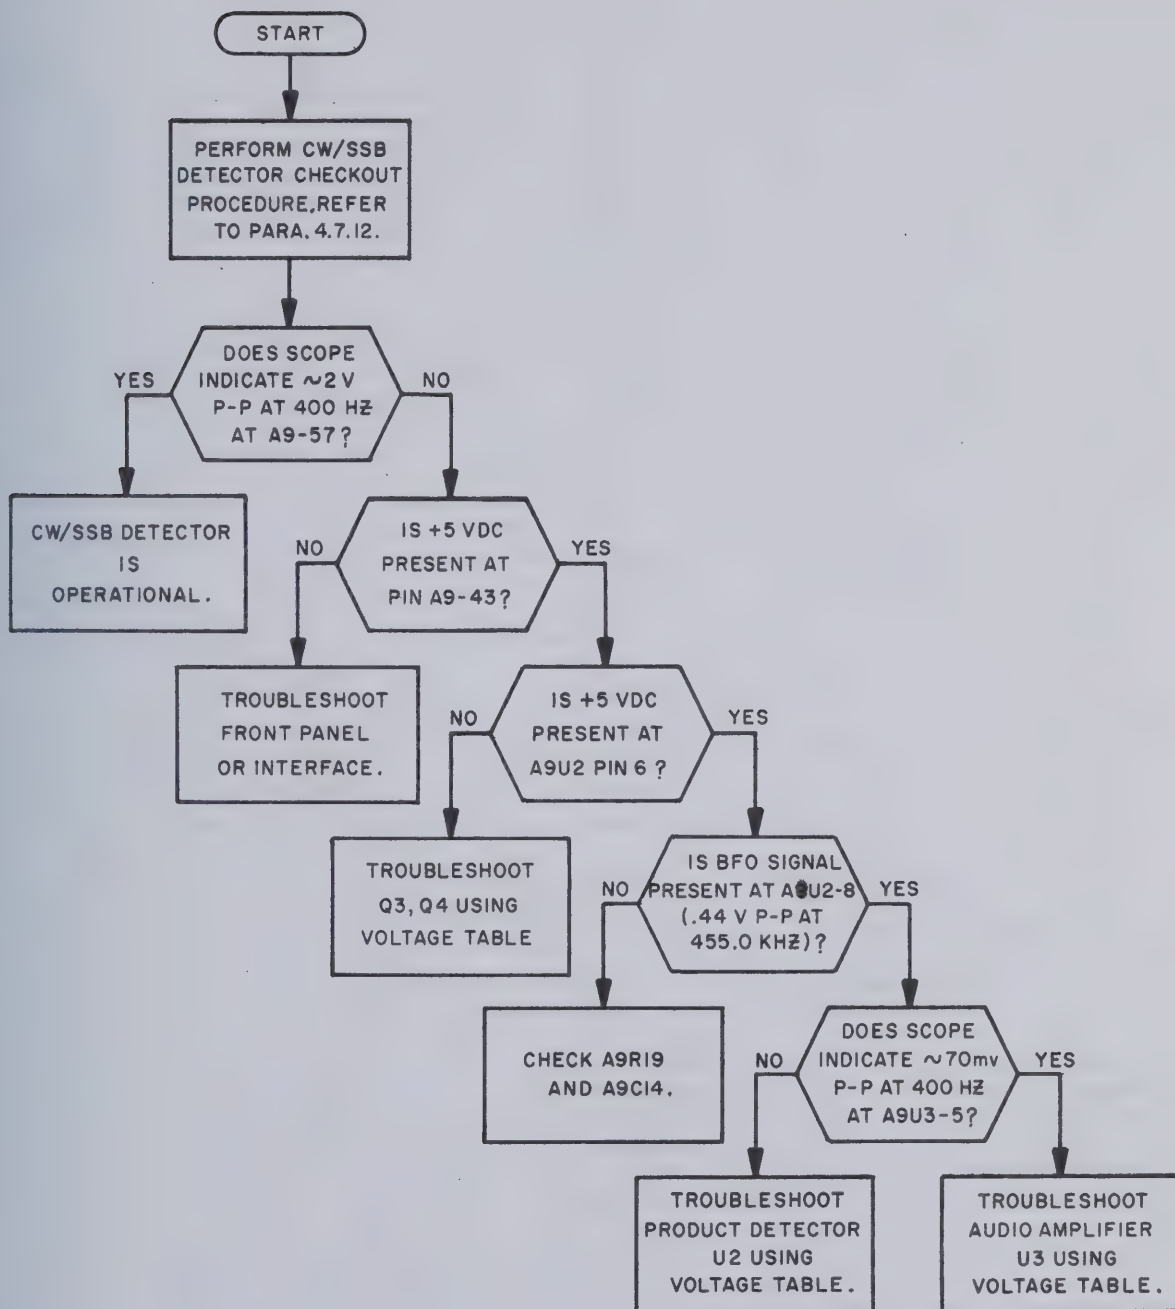 START
PERFORM CW/SSB
DETECTOR CHECKOUT
PROCEDURE,REFER
TO PARA. 4.7.12.
DOES SCOPE
INDICATE ~2 V
P-P AT 400 HZ
AT A9-57?
YES
NO
CW/SSB DETECTOR
IS
OPERATIONAL.
IS +5 VDC
PRESENT AT
PIN A9-43?
NO
YES
TROUBLESHOOT
FRONT PANEL
OR INTERFACE.
IS +5 VDC
PRESENT AT
A9U2 PIN 6 ?
NO
YES
TROUBLESHOOT
Q3, Q4 USING
VOLTAGE TABLE
IS BFO SIGNAL
PRESENT AT A9U2-8
(.44 V P-P AT
455.0 KHZ)?
NO
YES
CHECK A9R19
AND A9C14.
DOES SCOPE
INDICATE ~70mv
P-P AT 400 HZ
AT A9U3-5?
NO
YES
TROUBLESHOOT
PRODUCT DETECTOR
U2 USING
VOLTAGE TABLE.
TROUBLESHOOT
AUDIO AMPLIFIER
U3 USING
VOLTAGE TABLE.